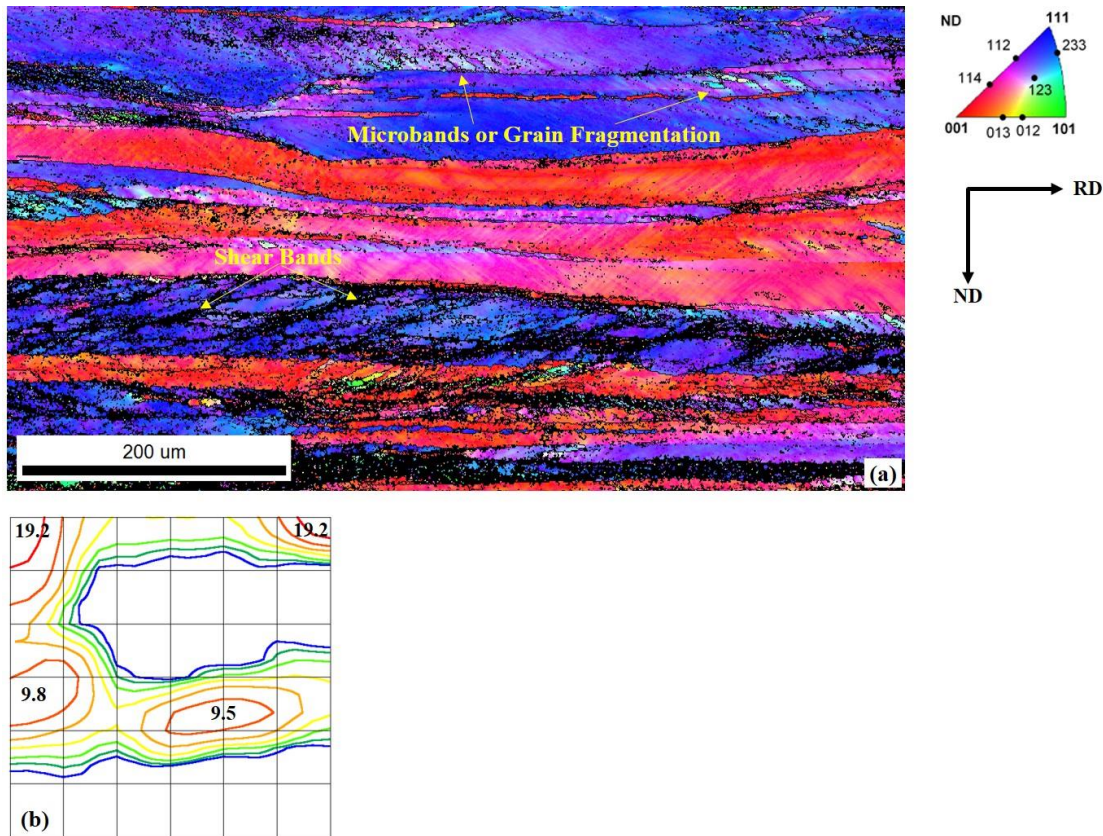 ND
111
112
233
114
123
001
013
012
101
Microbands or Grain Fragmentation
RD
ND
Shear Bands
200 um
(a)
19.2
19.2
9.8
9.5
(b)